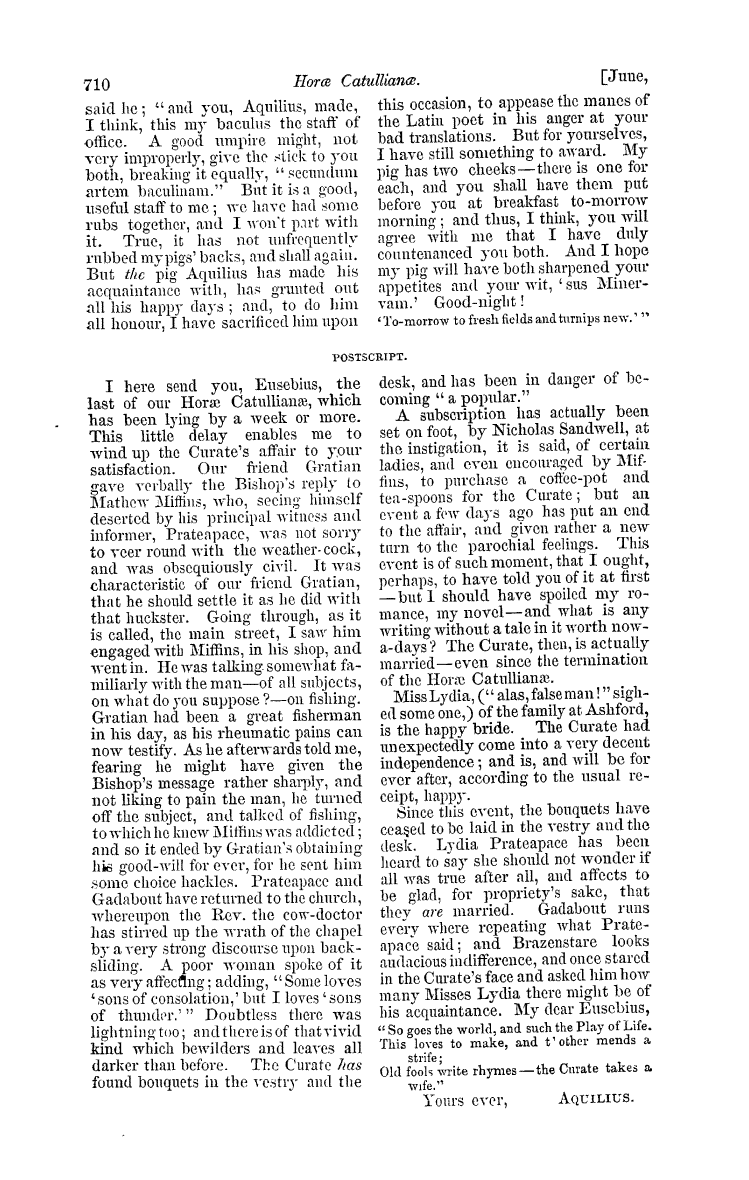 710
Horæ Catullianæ.
[June,
said he; "and you, Aquilius, made,
I think, this my baculus the staff of
office. A good umpire might, not
very improperly, give the stick to you
both, breaking it equally, "secundum
artem baculinam." But it is a good,
useful staff to me; we have had some
rubs together, and I won't part with
it. True, it has not unfrequently
rubbed my pigs' backs, and shall again.
But the pig Aquilius has made his
acquaintance with, has grunted out
all his happy days; and, to do him
all honour, I have sacrificed him upon
this occasion, to appease the manes of
the Latin poet in his anger at your
bad translations. But for yourselves,
I have still something to award. My
pig has two cheeks—there is one for
each, and you shall have them put
before you at breakfast to-morrow
morning; and thus, I think, you will
agree with me that I have duly
countenanced you both. And I hope
my pig will have both sharpened your
appetites and your wit, 'sus Miner-
vam.' Good-night!
'To-morrow to fresh fields and turnips new.'"
POSTSCRIPT.
I here send you, Eusebius, the
last of our Horæ Catullianæ, which
has been lying by a week or more.
This little delay enables me to
wind up the Curate's affair to your
satisfaction. Our friend Gratian
gave verbally the Bishop's reply to
Mathew Miffins, who, seeing himself
deserted by his principal witness and
informer, Prateapace, was not sorry
to veer round with the weather-cock,
and was obsequiously civil. It was
characteristic of our friend Gratian,
that he should settle it as he did with
that huckster. Going through, as it
is called, the main street, I saw him
engaged with Miffins, in his shop, and
went in. He was talking somewhat fa-
miliarly with the man—of all subjects,
on what do you suppose?—on fishing.
Gratian had been a great fisherman
in his day, as his rheumatic pains can
now testify. As he afterwards told me,
fearing he might have given the
Bishop's message rather sharply, and
not liking to pain the man, he turned
off the subject, and talked of fishing,
to which he knew Miffins was addicted;
and so it ended by Gratian's obtaining
his good-will for ever, for he sent him
some choice hackles. Prateapace and
Gadabout have returned to the church,
whereupon the Rev. the cow-doctor
has stirred up the wrath of the chapel
by a very strong discourse upon back-
sliding. A poor woman spoke of it
as very affecting; adding, "Some loves
'sons of consolation,' but I loves 'sons
of thunder.'" Doubtless there was
lightning too; and there is of that vivid
kind which bewilders and leaves all
darker than before. The Curate has
found bouquets in the vestry and the
desk, and has been in danger of be-
coming "a popular."
A subscription has actually been
set on foot, by Nicholas Sandwell, at
the instigation, it is said, of certain
ladies, and even encouraged by Mif-
fins, to purchase a coffee-pot and
tea-spoons for the Curate; but an
event a few days ago has put an end
to the affair, and given rather a new
turn to the parochial feelings. This
event is of such moment, that I ought,
perhaps, to have told you of it at first
—but I should have spoiled my ro-
mance, my novel—and what is any
writing without a tale in it worth now-
a-days? The Curate, then, is actually
married—even since the termination
of the Horæ Catullianæ.
Miss Lydia, ("alas, false man!" sigh-
ed some one,) of the family at Ashford,
is the happy bride. The Curate had
unexpectedly come into a very decent
independence; and is, and will be for
ever after, according to the usual re-
ceipt, happy.
Since this event, the bouquets have
ceased to be laid in the vestry and the
desk. Lydia Prateapace has been
heard to say she should not wonder if
all was true after all, and affects to
be glad, for propriety's sake, that
they are married. Gadabout runs
every where repeating what Prate-
apace said; and Brazenstare looks
audacious indifference, and once stared
in the Curate's face and asked him how
many Misses Lydia there might be of
his acquaintance. My dear Eusebius,
"So goes the world, and such the Play of Life.
This loves to make, and t'other mends a
strife;
Old fools write rhymes—the Curate takes a
wife."
Yours ever, AQUILIUS.